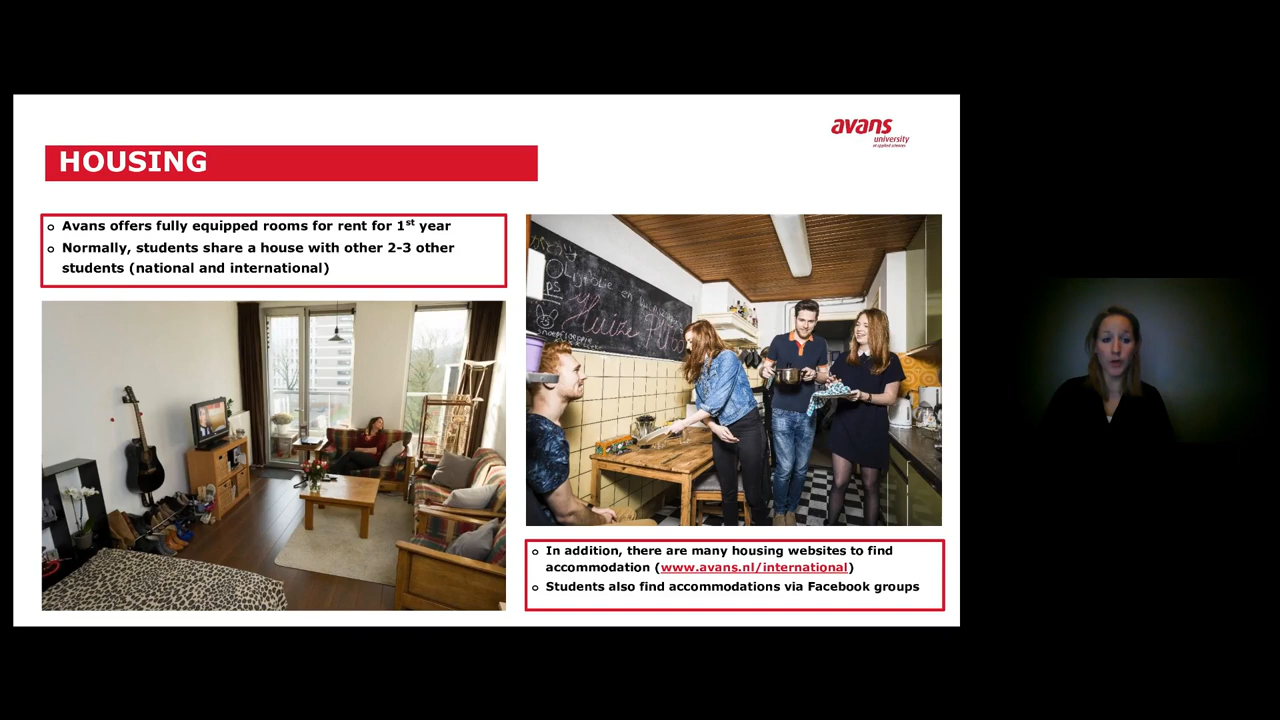 avans
university
of applied sciences
HOUSING
o Avans offers fully equipped rooms for rent for 1st year
o Normally, students share a house with other 2-3 other
students (national and international)
Huize
o In addition, there are many housing websites to find
accommodation (www.avans.nl/international)
o Students also find accommodations via Facebook groups